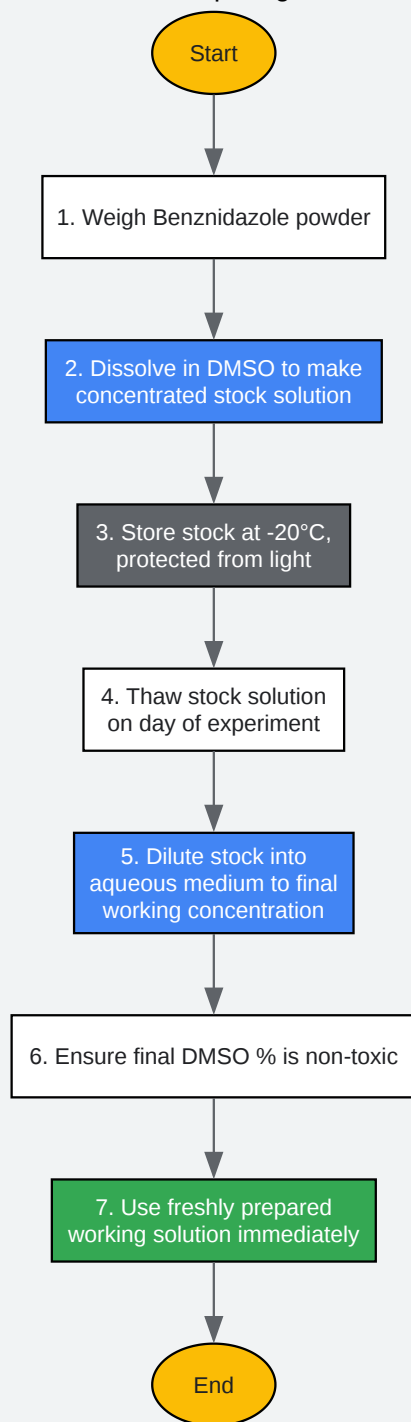 Start
1. Weigh Benznidazole powder
2. Dissolve in DMSO to make
concentrated stock solution
3. Store stock at -20°C,
protected from light
4. Thaw stock solution
on day of experiment
5. Dilute stock into
aqueous medium to final
working concentration
6. Ensure final DMSO % is non-toxic
7. Use freshly prepared
working solution immediately
End